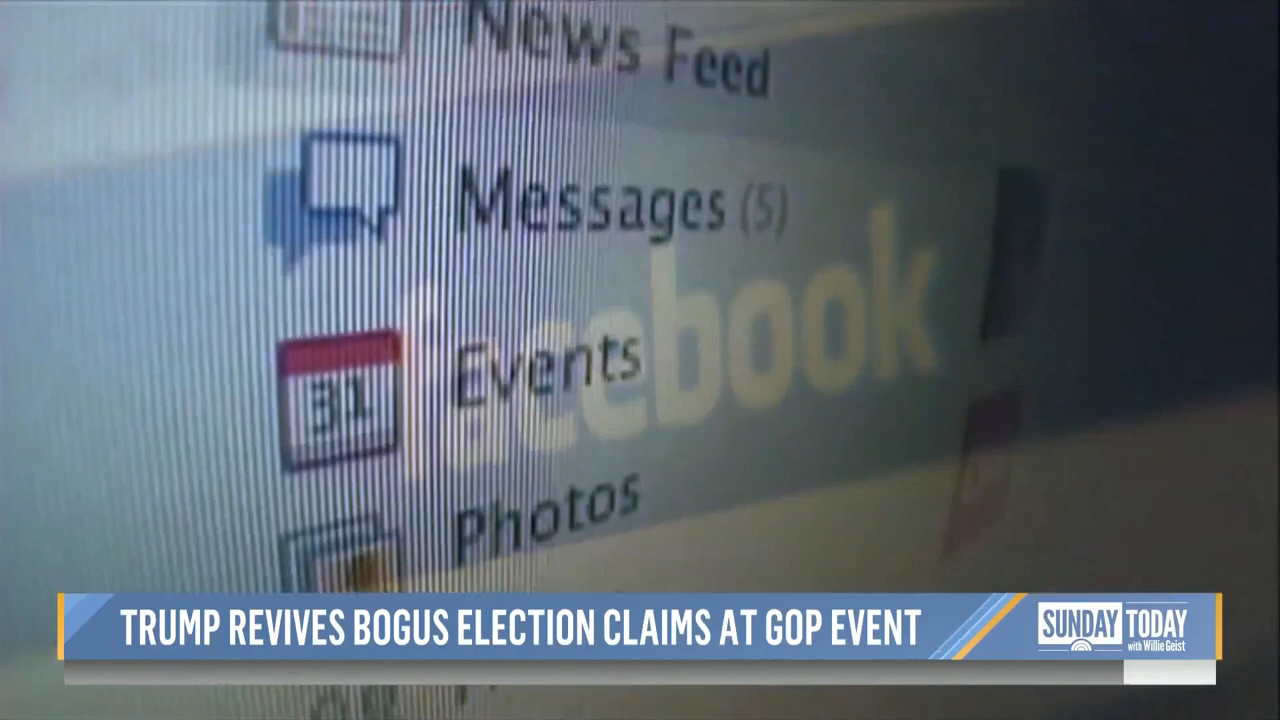 News Feed
Messages (5)
facebook
Events
31
Photos
TRUMP REVIVES BOGUS ELECTION CLAIMS AT GOP EVENT
SUNDAY TODAY
with Willie Geist